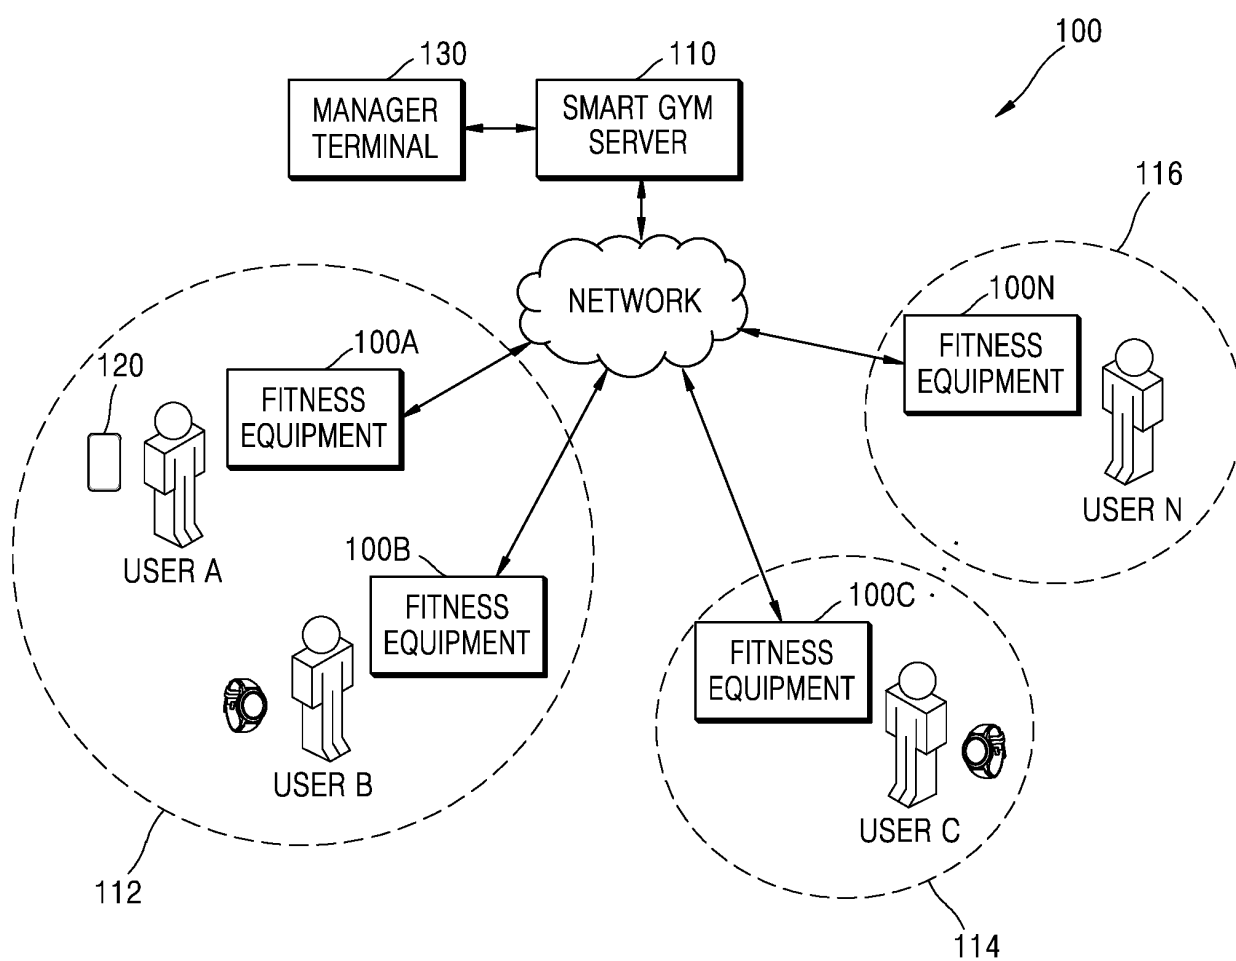 100
130
110
MANAGER
TERMINAL
SMART GYM
SERVER
116
NETWORK
100N
FITNESS
EQUIPMENT
USER N
120
100A
FITNESS
EQUIPMENT
USER A
100B
FITNESS
EQUIPMENT
USER B
112
100C
FITNESS
EQUIPMENT
USER C
114